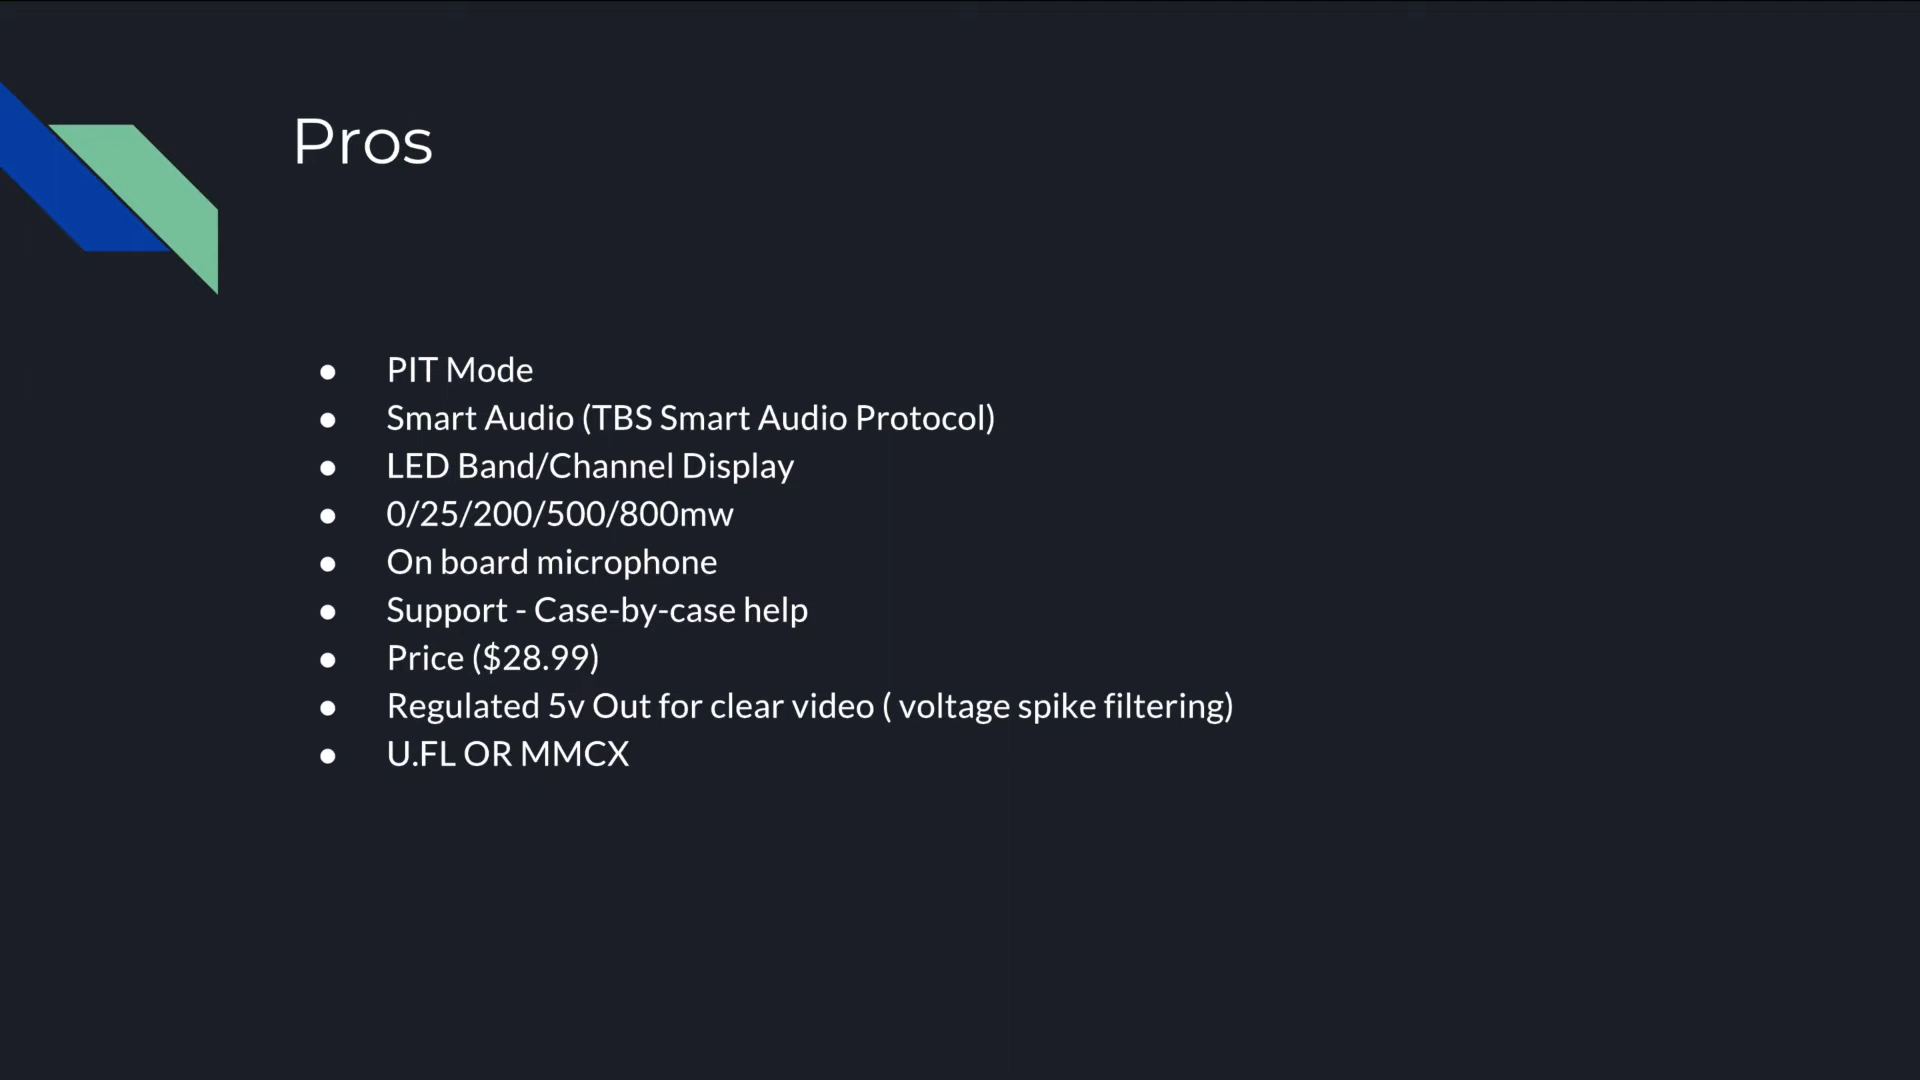 Pros
● PIT Mode
● Smart Audio (TBS Smart Audio Protocol)
● LED Band/Channel Display
● 0/25/200/500/800mw
● On board microphone
● Support - Case-by-case help
● Price ($28.99)
● Regulated 5v Out for clear video ( voltage spike filtering)
● U.FL OR MMCX